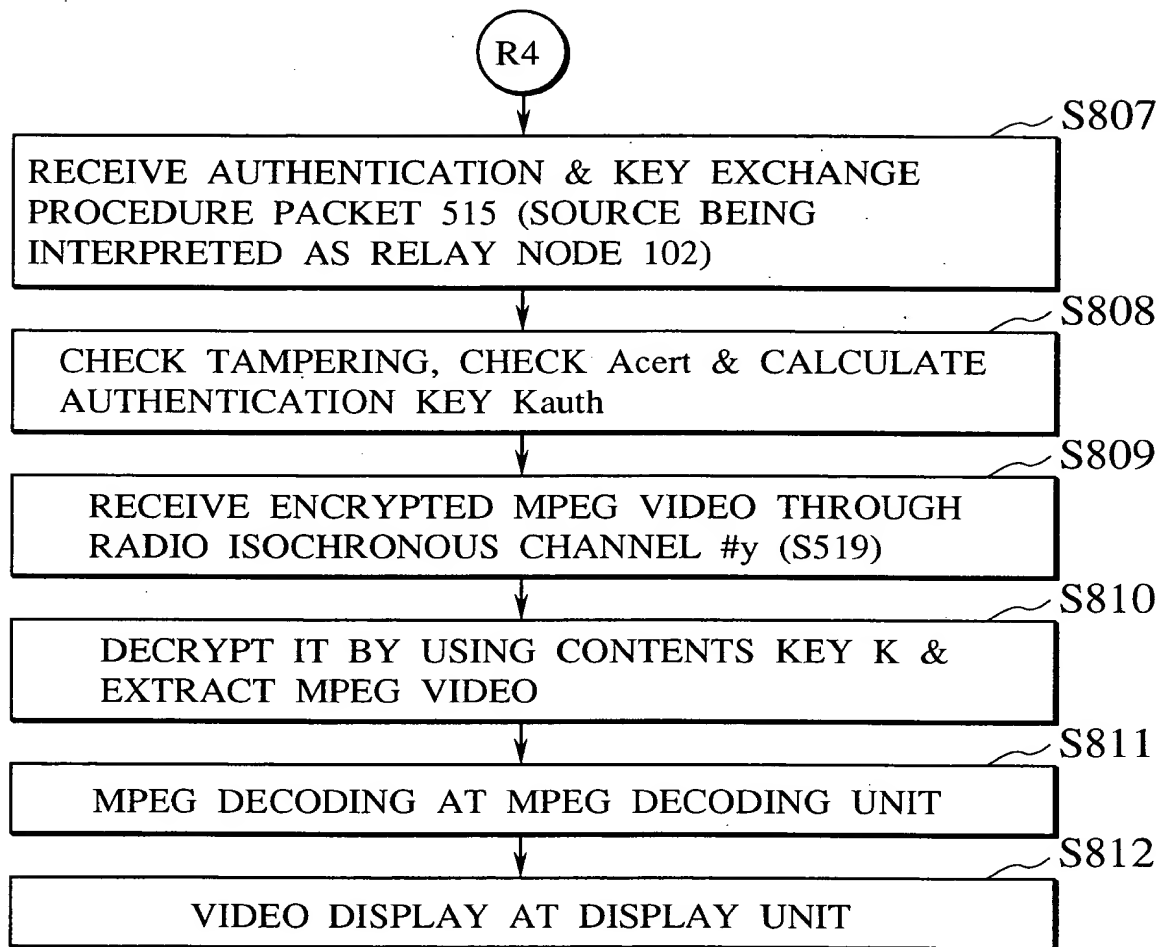 R4
S807
RECEIVE AUTHENTICATION & KEY EXCHANGE
PROCEDURE PACKET 515 (SOURCE BEING
INTERPRETED AS RELAY NODE 102)
S808
CHECK TAMPERING, CHECK Acert & CALCULATE
AUTHENTICATION KEY Kauth
S809
RECEIVE ENCRYPTED MPEG VIDEO THROUGH
RADIO ISOCHRONOUS CHANNEL #y (S519)
S810
DECRYPT IT BY USING CONTENTS KEY K &
EXTRACT MPEG VIDEO
S811
MPEG DECODING AT MPEG DECODING UNIT
S812
VIDEO DISPLAY AT DISPLAY UNIT